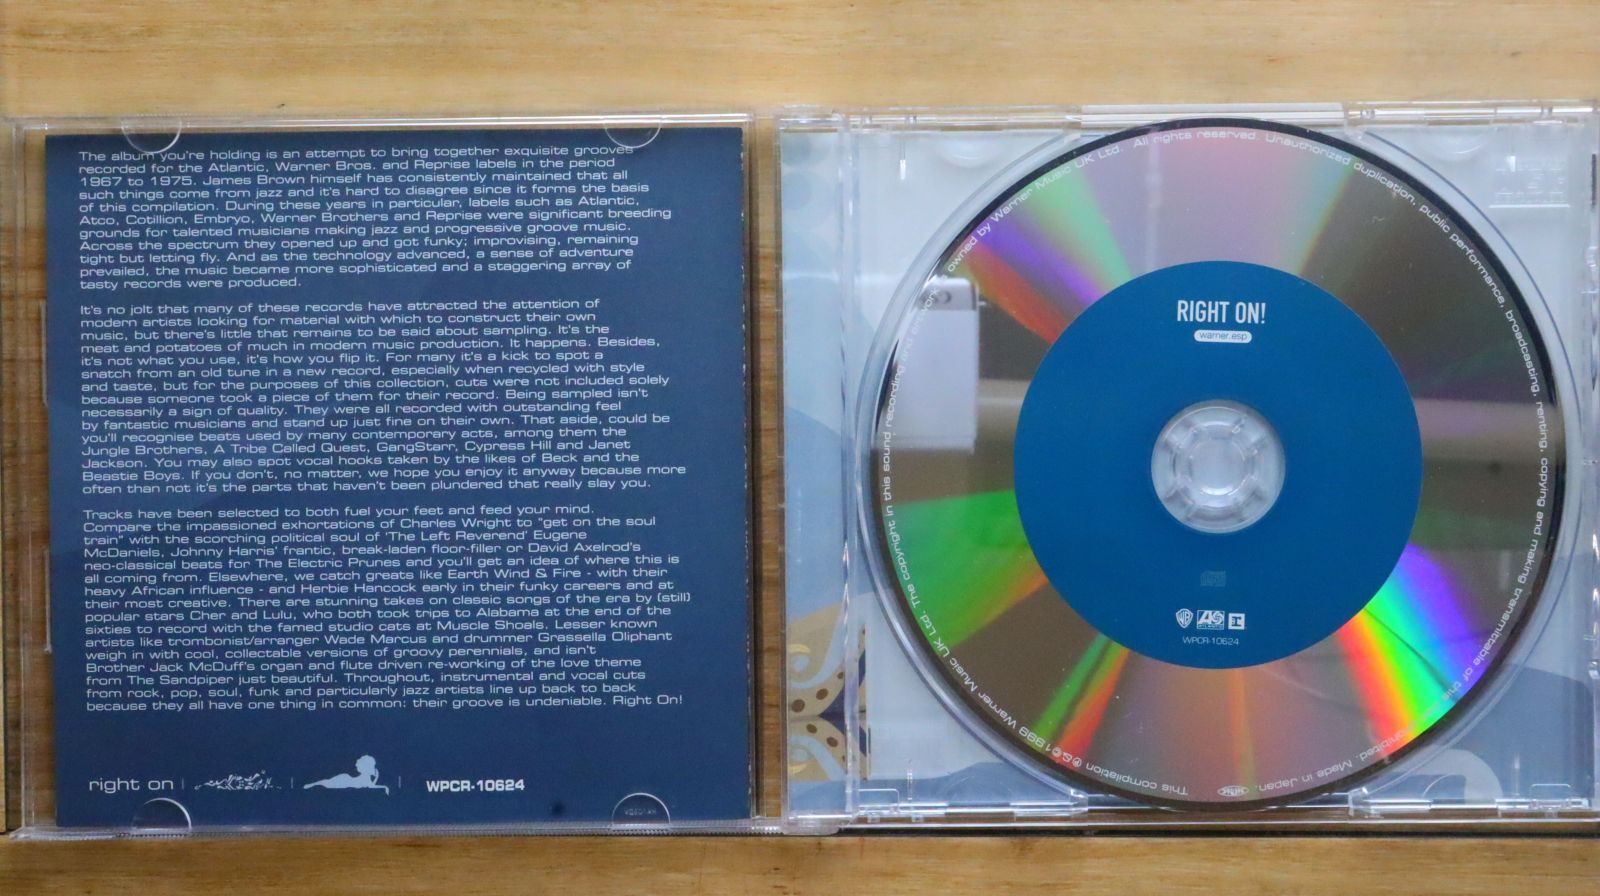 The album you're holding is an attempt to bring together exquisite grooves
recorded for the Atlantic, Warner Bros. and Reprise labels in the period
1967 to 1975. James Brown himself has consistently maintained that all
such things come from jazz and it's hard to disagree since it forms the basis
of this compilation. During these years in particular, labels such as Atlantic,
Atco, Cotillion, Embryo, Warner Brothers and Reprise were significant breeding
grounds for talented musicians making jazz and progressive groove music.
Across the spectrum they opened up and got funky; improvising, remaining
tight but letting fly. And as the technology advanced, a sense of adventure
prevailed, the music became more sophisticated and a staggering array of
tasty records were produced.
It's no jolt that many of these records have attracted the attention of
modern artists looking for material with which to construct their own
music, but there's little that remains to be said about sampling. It's the
meat and potatoes of much in modern music production. It happens. Besides,
it's not what you use, it's how you flip it. For many it's a kick to spot a
snatch from an old tune in a new record, especially when recycled with style
and taste, but for the purposes of this collection, cuts were not included solely
because someone took a piece of them for their record. Being sampled isn't
necessarily a sign of quality. They were all recorded with outstanding feel
by fantastic musicians and stand up just fine on their own. That aside, could be
you'll recognise beats used by many contemporary acts, among them the
Jungle Brothers, A Tribe Called Quest, GangStarr, Cypress Hill and Janet
Jackson. You may also spot vocal hooks taken by the likes of Beck and the
Beastie Boys. If you don't, no matter, we hope you enjoy it anyway because more
often than not it's the parts that haven't been plundered that really slay you.
Tracks have been selected to both fuel your feet and feed your mind.
Compare the impassioned exhortations of Charles Wright to "get on the soul
train" with the scorching political soul of 'The Left Reverend' Eugene
McDaniels, Johnny Harris' frantic, break-laden floor-filler or David Axelrod's
neo-classical beats for The Electric Prunes and you'll get an idea of where this is
all coming from. Elsewhere, we catch greats like Earth Wind & Fire - with their
heavy African influence - and Herbie Hancock early in their funky careers and at
their most creative. There are stunning takes on classic songs of the era by (still)
popular stars Cher and Lulu, who both took trips to Alabama at the end of the
sixties to record with the famed studio cats at Muscle Shoals. Lesser known
artists like trombonist/arranger Wade Marcus and drummer Grassella Oliphant
weigh in with cool, collectable versions of groovy perennials, and isn't
Brother Jack McDuff's organ and flute driven re-working of the love theme
from The Sandpiper just beautiful. Throughout, instrumental and vocal cuts
from rock, pop, soul, funk and particularly jazz artists line up back to back
because they all have one thing in common: their groove is undeniable. Right On!
right on
WPCR-10624
RIGHT ON!
warner.esp
WB ATLANTIC
WPCR-10624
℗&©1999 Warner Music UK Ltd. The copyright in this sound recording and artwork is owned by Warner Music UK Ltd. All rights reserved. Unauthorized duplication, public performance, broadcasting, renting, copying and making transmittable of this prohibited. Made in Japan.
This compilation